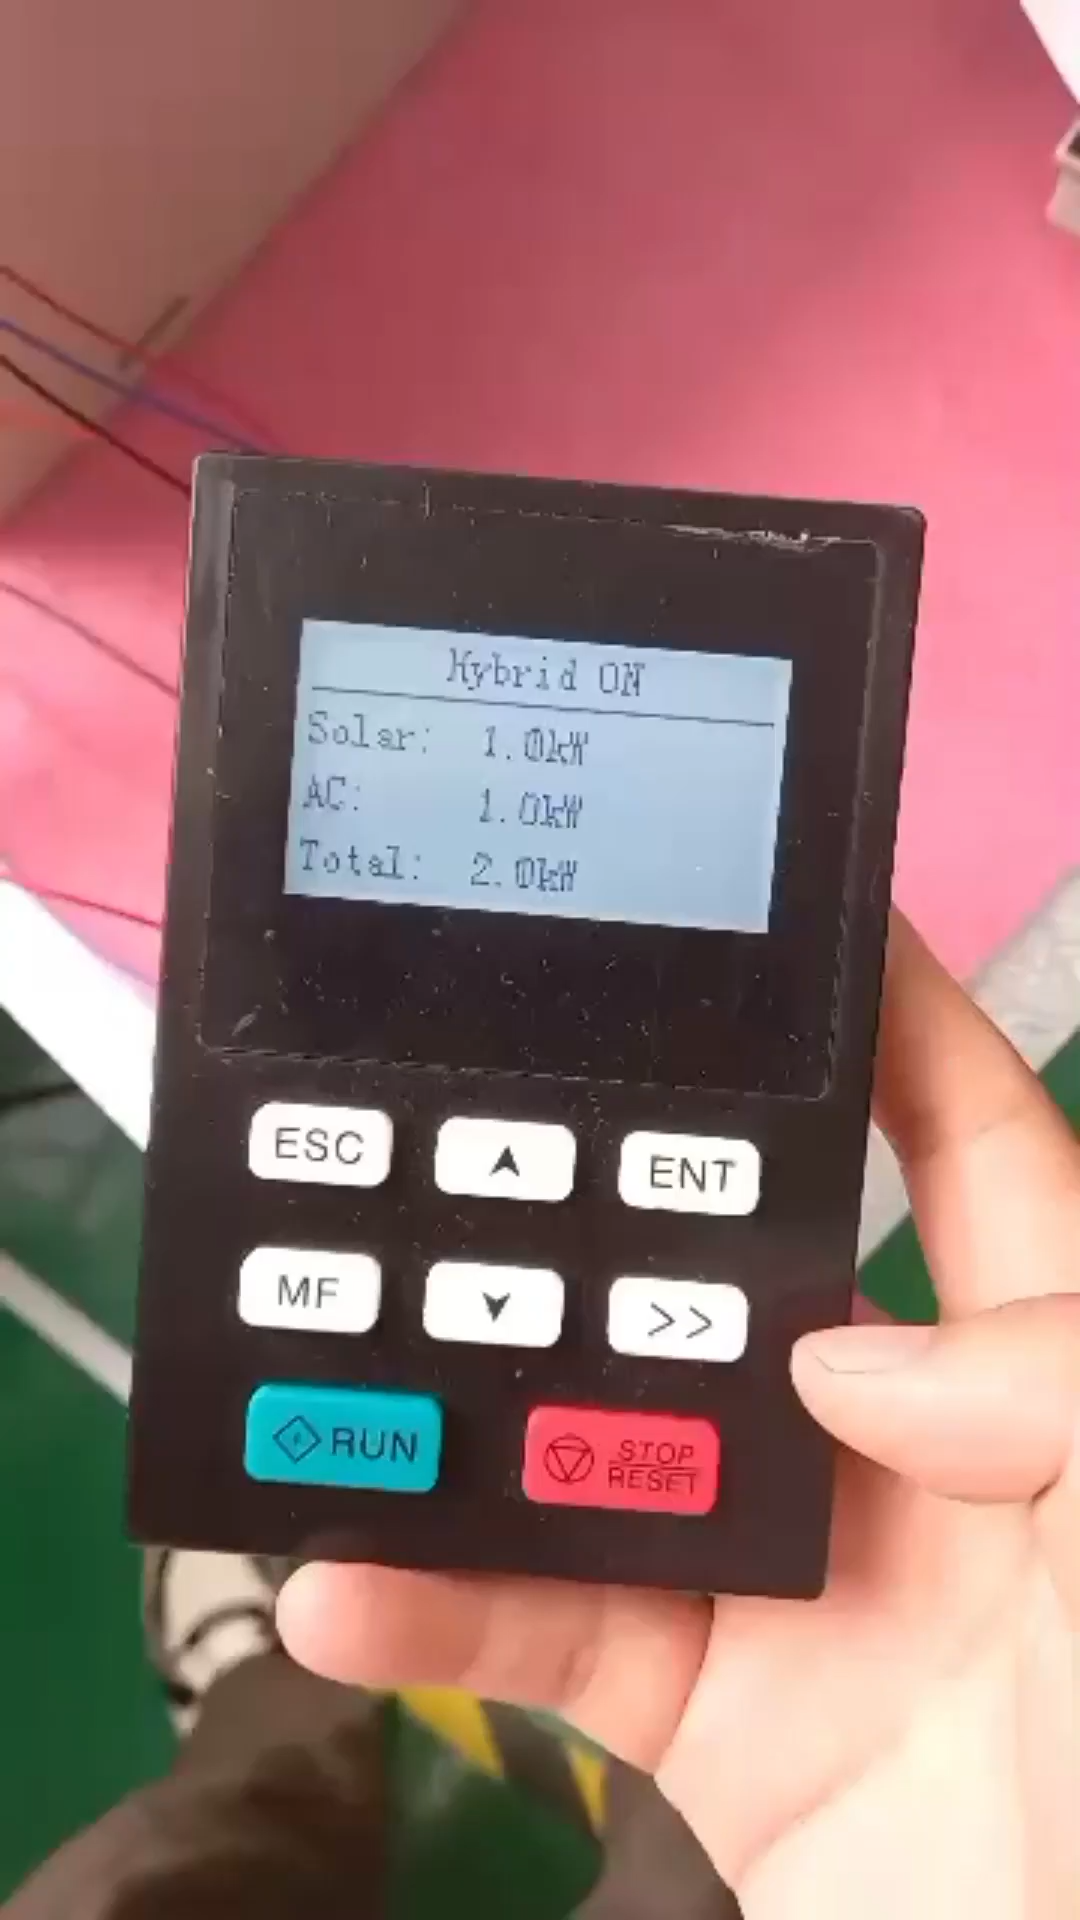 Hybrid ON
Solar: 1.0kW
AC: 1.0kW
Total: 2.0kW
ESC
ENT
MF
>>
RUN
STOP
RESET